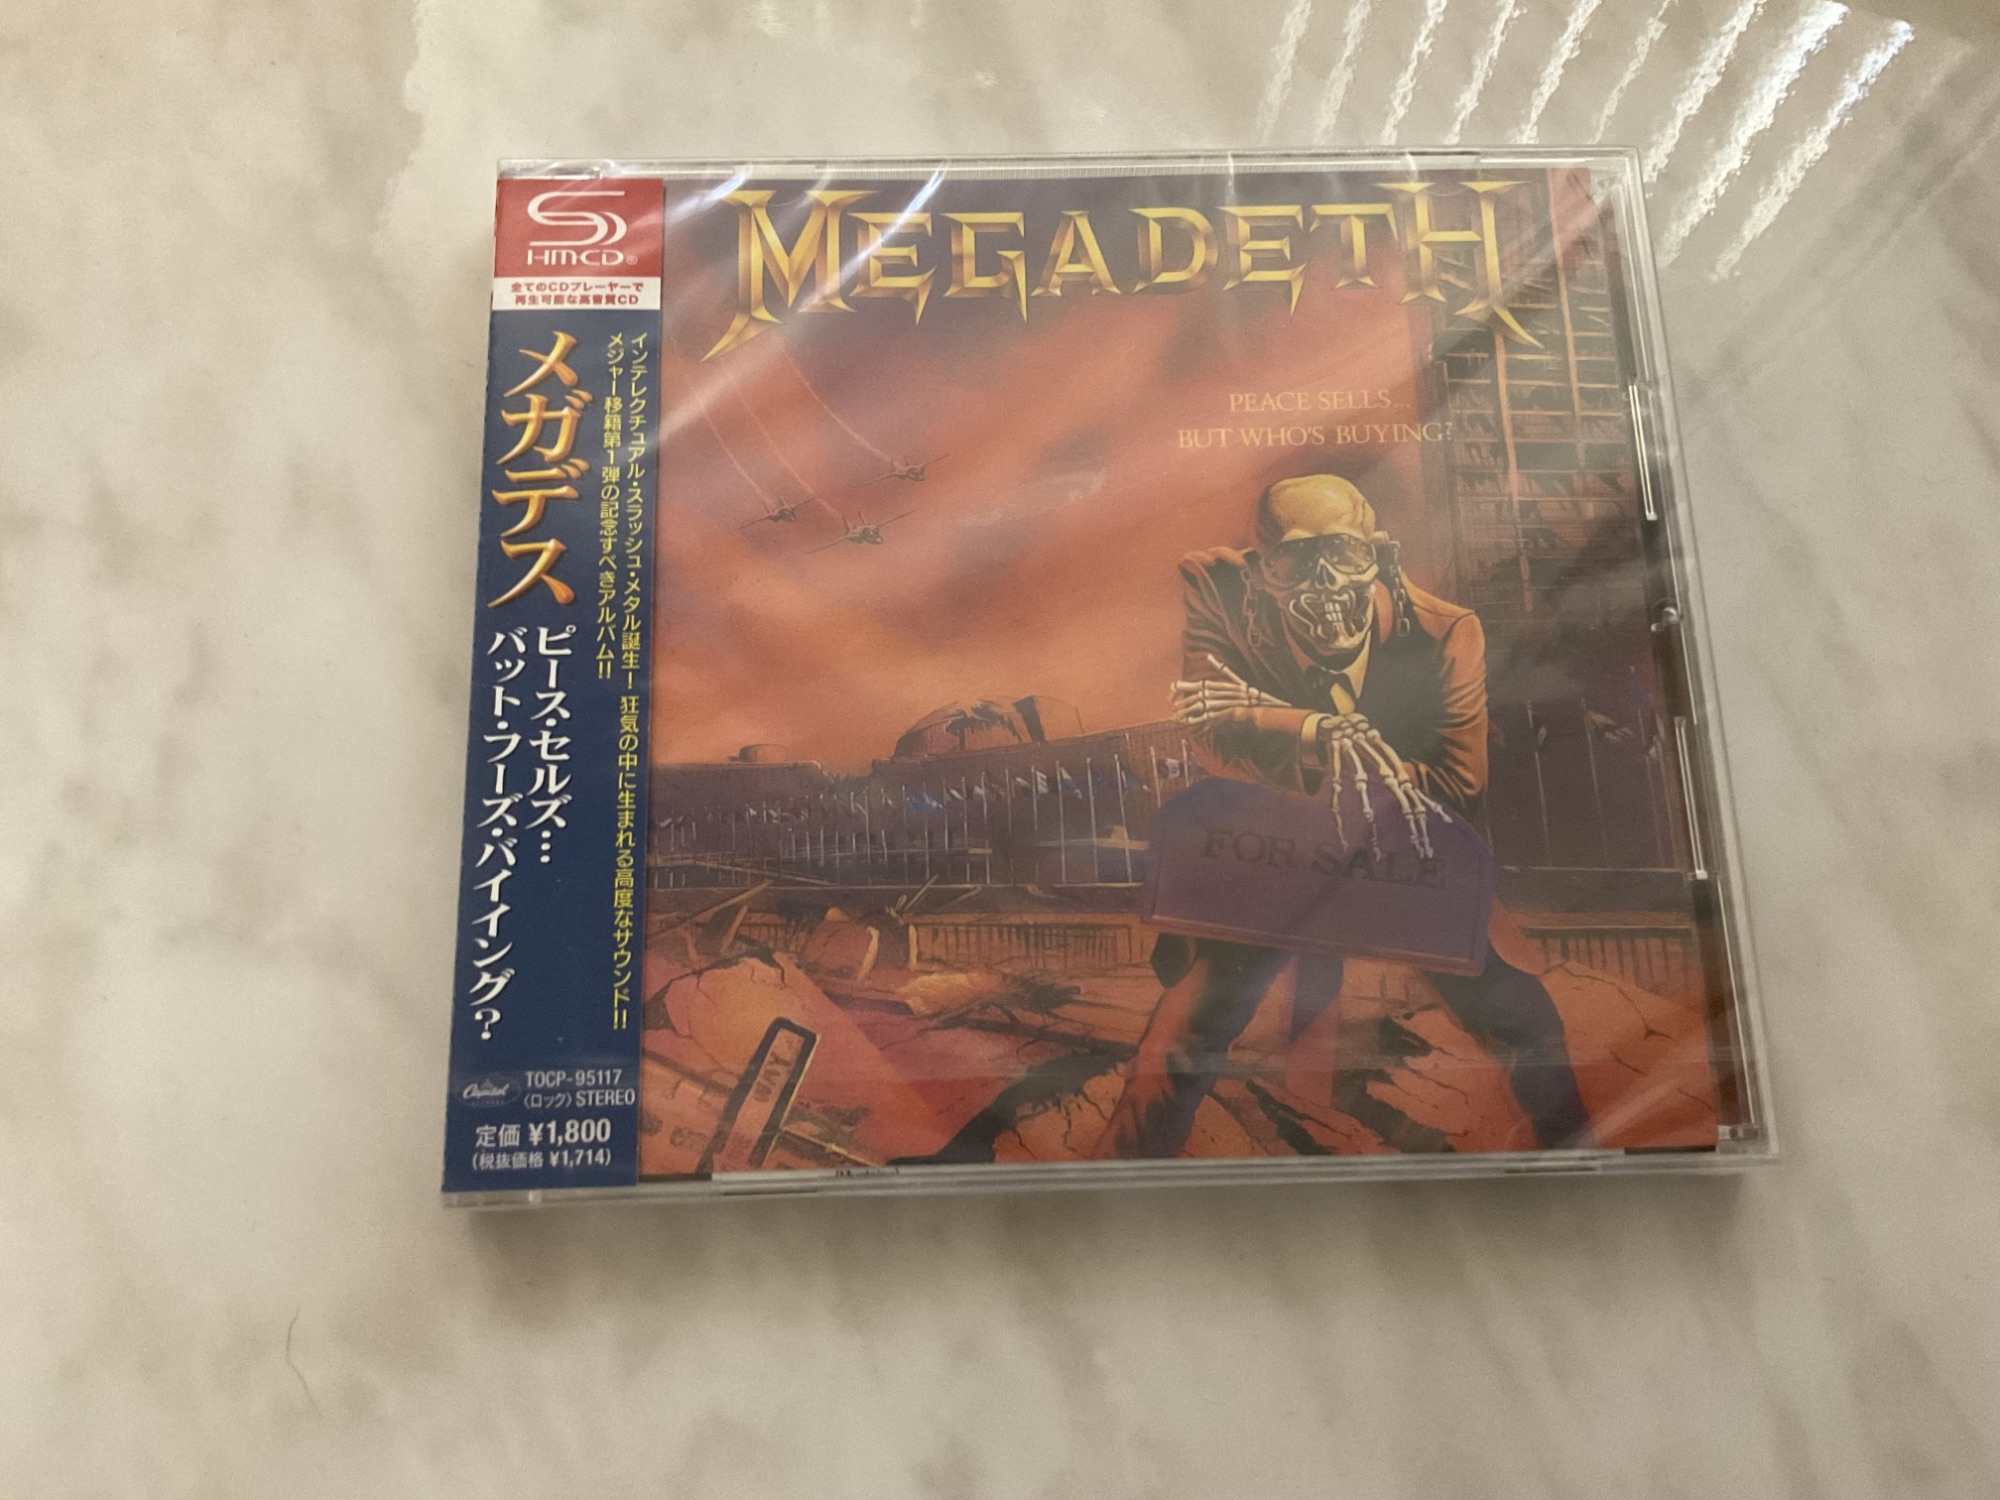 HM-CD®
全てのCDプレーヤーで
再生可能な高音質CD
インテレクチュアル・スラッシュ・メタル誕生！ 狂気の中に生まれる高度なサウンド!!
メジャー移籍第1弾の記念すべきアルバム!!
メガデス
ピース・セルズ…
バット・フーズ・バイイング?
Capitol
TOCP-95117
〈ロック〉STEREO
定価 ¥1,800
(税抜価格 ¥1,714)
MEGADETH
PEACE SELLS...
BUT WHO'S BUYING?
FOR SALE
WAY